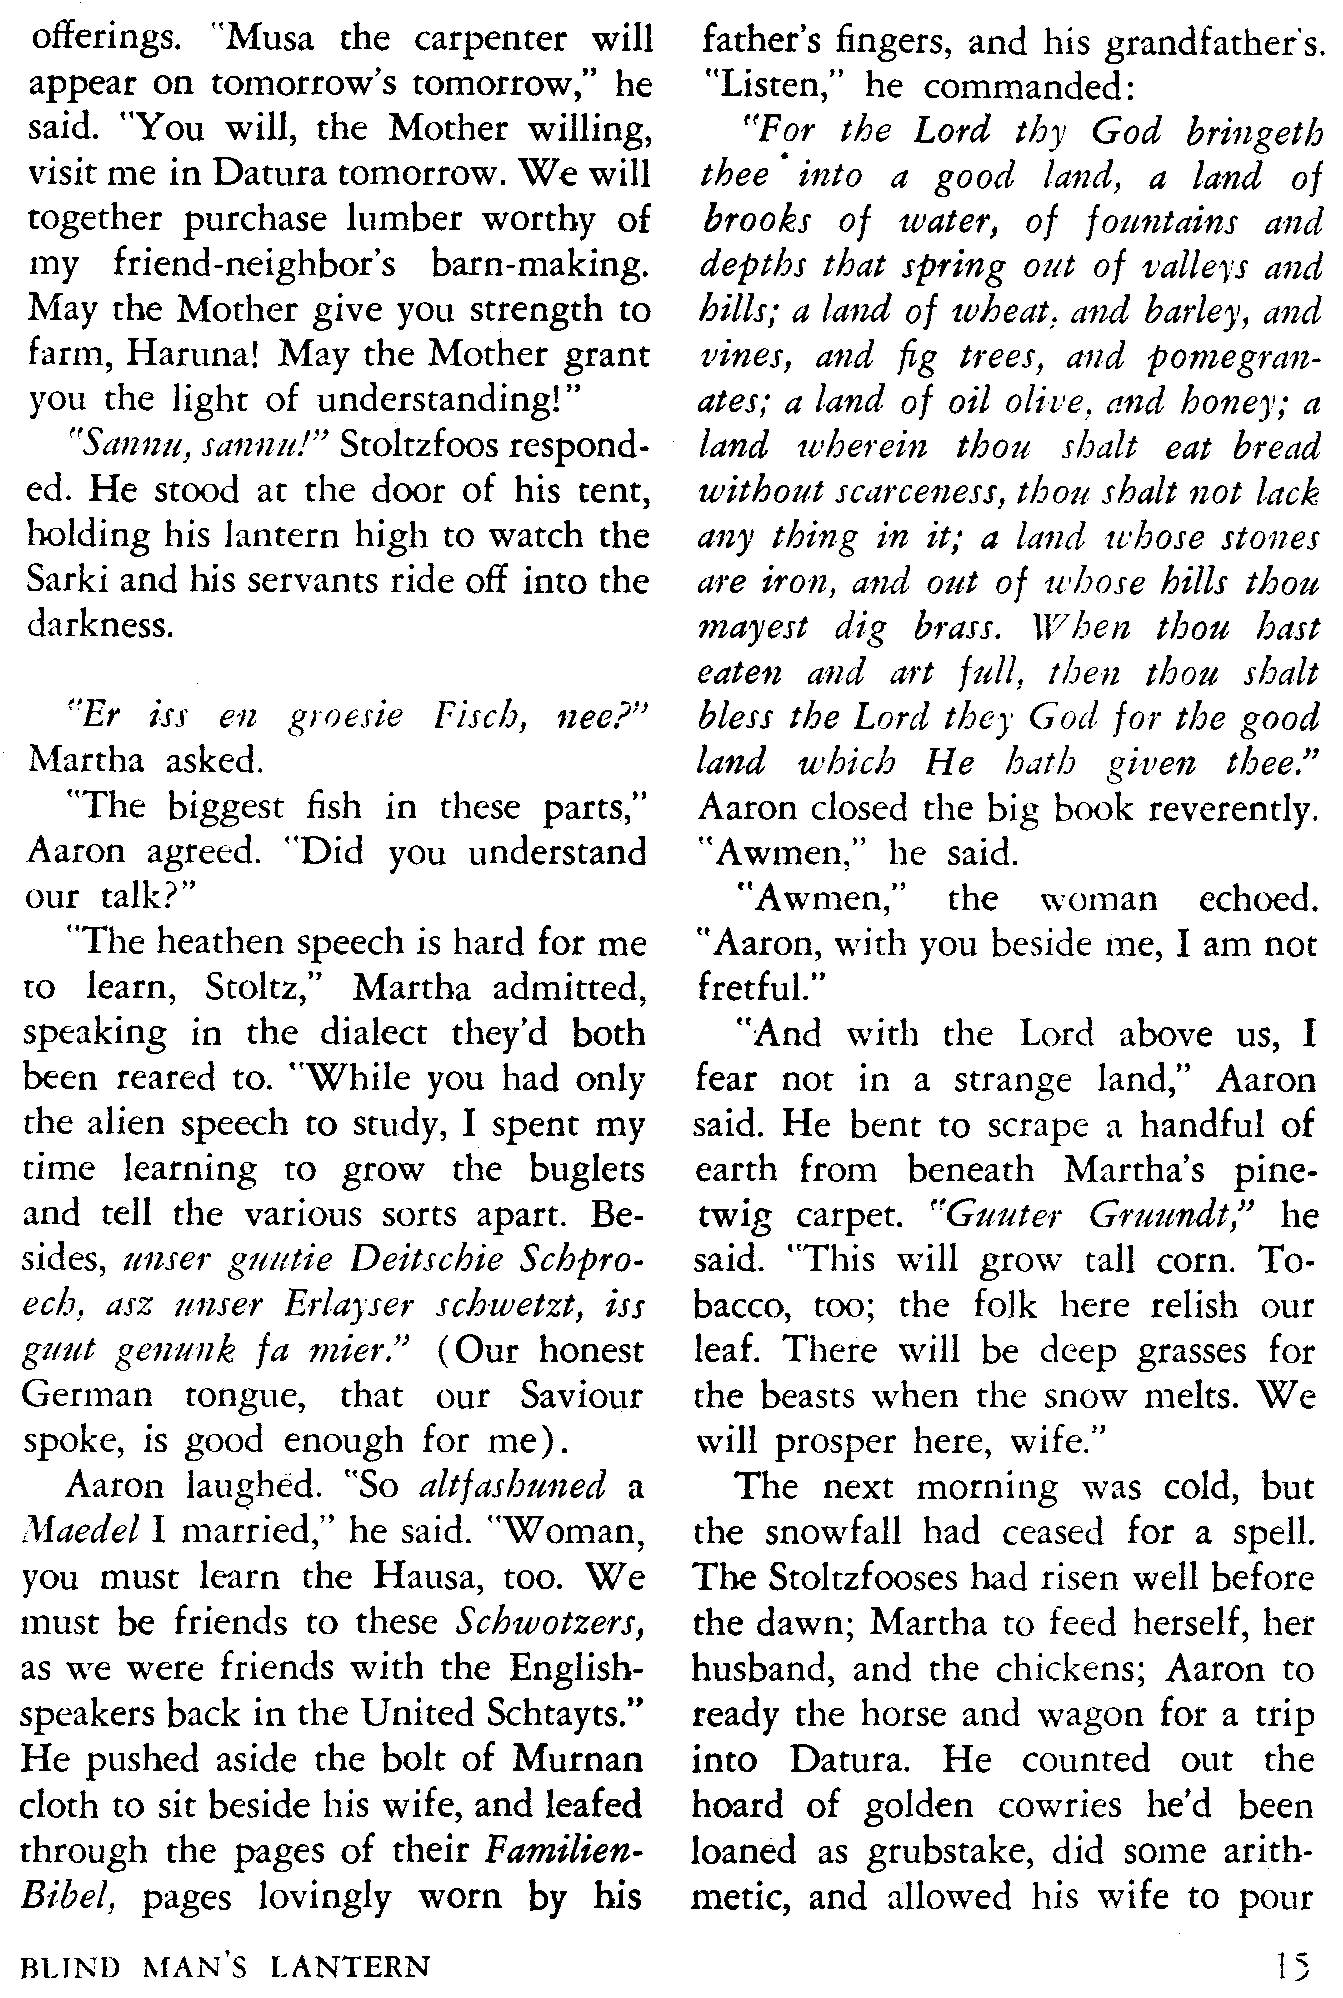 offerings. "Musa the carpenter will
appear on tomorrow's tomorrow," he
said. "You will, the Mother willing,
visit me in Datura tomorrow. We will
together purchase lumber worthy of
my friend-neighbor's barn-making.
May the Mother give you strength to
farm, Haruna! May the Mother grant
you the light of understanding!"
"Sannu, sannu!" Stoltzfoos respond-
ed. He stood at the door of his tent,
holding his lantern high to watch the
Sarki and his servants ride off into the
darkness.
"Er iss en groesie Fisch, nee?"
Martha asked.
"The biggest fish in these parts,"
Aaron agreed. "Did you understand
our talk?"
"The heathen speech is hard for me
to learn, Stoltz," Martha admitted,
speaking in the dialect they'd both
been reared to. "While you had only
the alien speech to study, I spent my
time learning to grow the buglets
and tell the various sorts apart. Be-
sides, unser guutie Deitschie Schpro-
ech, asz unser Erlayser schwetzt, iss
guut genunk fa mier." (Our honest
German tongue, that our Saviour
spoke, is good enough for me).
Aaron laughed. "So altfashuned a
Maedel I married," he said. "Woman,
you must learn the Hausa, too. We
must be friends to these Schwotzers,
as we were friends with the English-
speakers back in the United Schtayts."
He pushed aside the bolt of Murnan
cloth to sit beside his wife, and leafed
through the pages of their Familien-
Bibel, pages lovingly worn by his
father's fingers, and his grandfather's.
"Listen," he commanded:
"For the Lord thy God bringeth
thee into a good land, a land of
brooks of water, of fountains and
depths that spring out of valleys and
hills; a land of wheat, and barley, and
vines, and fig trees, and pomegran-
ates; a land of oil olive, and honey; a
land wherein thou shalt eat bread
without scarceness, thou shalt not lack
any thing in it; a land whose stones
are iron, and out of whose hills thou
mayest dig brass. When thou hast
eaten and art full, then thou shalt
bless the Lord they God for the good
land which He hath given thee."
Aaron closed the big book reverently.
"Awmen," he said.
"Awmen," the woman echoed.
"Aaron, with you beside me, I am not
fretful."
"And with the Lord above us, I
fear not in a strange land," Aaron
said. He bent to scrape a handful of
earth from beneath Martha's pine-
twig carpet. "Guuter Gruundt," he
said. "This will grow tall corn. To-
bacco, too; the folk here relish our
leaf. There will be deep grasses for
the beasts when the snow melts. We
will prosper here, wife."
The next morning was cold, but
the snowfall had ceased for a spell.
The Stoltzfooses had risen well before
the dawn; Martha to feed herself, her
husband, and the chickens; Aaron to
ready the horse and wagon for a trip
into Datura. He counted out the
hoard of golden cowries he'd been
loaned as grubstake, did some arith-
metic, and allowed his wife to pour
BLIND MAN'S LANTERN
15